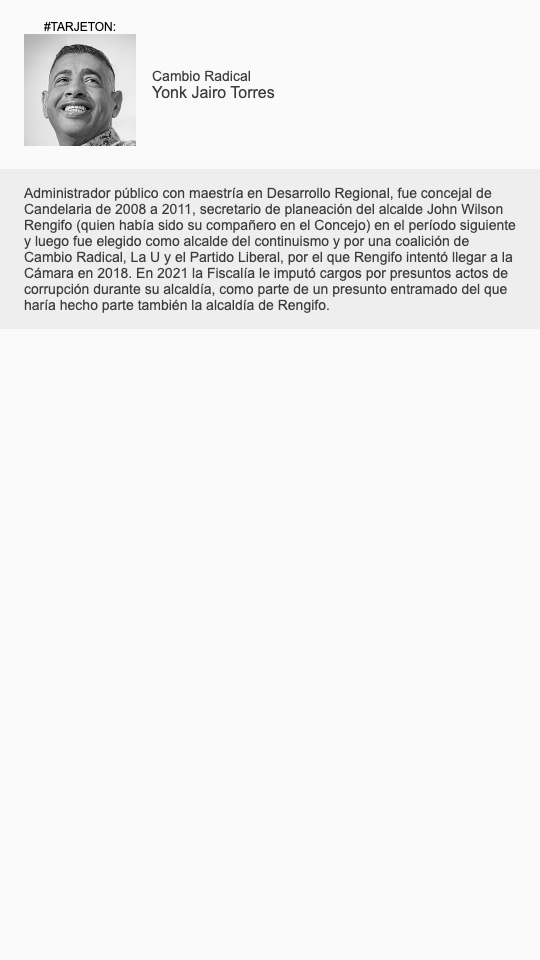 #TARJETON:
Cambio Radical
Yonk Jairo Torres
Administrador público con maestría en Desarrollo Regional, fue concejal de
Candelaria de 2008 a 2011, secretario de planeación del alcalde John Wilson
Rengifo (quien había sido su compañero en el Concejo) en el período siguiente
y luego fue elegido como alcalde del continuismo y por una coalición de
Cambio Radical, La U y el Partido Liberal, por el que Rengifo intentó llegar a la
Cámara en 2018. En 2021 la Fiscalía le imputó cargos por presuntos actos de
corrupción durante su alcaldía, como parte de un presunto entramado del que
haría hecho parte también la alcaldía de Rengifo.